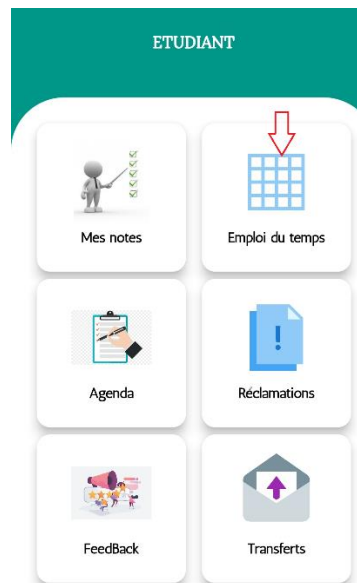 ETUDIANT
Mes notes
Emploi du temps
Agenda
Réclamations
FeedBack
Transferts